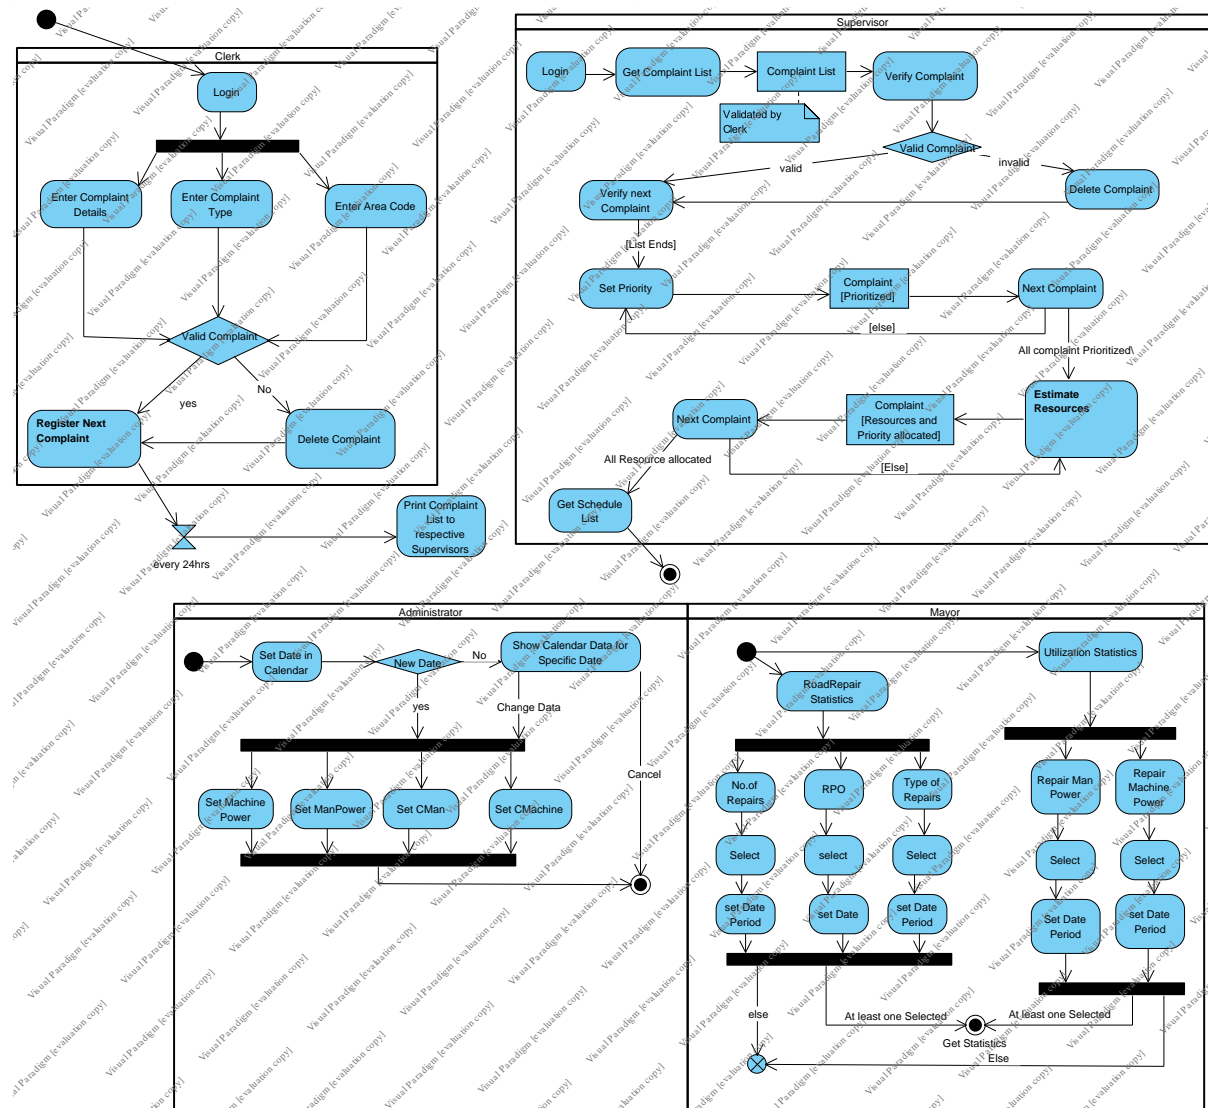 Clerk
Login
Enter Complaint
Details
Enter Complaint
Type
Enter Area Code
Valid Complaint
yes
No
Register Next
Complaint
Delete Complaint
every 24hrs
Print Complaint
List to
respective
Supervisors
Supervisor
Login
Get Complaint List
Complaint List
Verify Complaint
Validated by
Clerk
Valid Complaint
valid
invalid
Verify next
Complaint
Delete Complaint
[List Ends]
Set Priority
Complaint
[Prioritized]
Next Complaint
[else]
All complaint Prioritized\
Estimate
Resources
Complaint
[Resources and
Priority allocated]
Next Complaint
All Resource allocated
[Else]
Get Schedule
List
Administrator
Set Date in
Calendar
New Date
No
Show Calendar Data for
Specific Date
yes
Change Data
Cancel
Set Machine
Power
Set ManPower
Set CMan
Set CMachine
Mayor
RoadRepair
Statistics
Utilization Statistics
No.of
Repairs
RPO
Type of
Repairs
Repair Man
Power
Repair
Machine
Power
Select
select
Select
Select
Select
set Date
Period
set Date
set Date
Period
Set Date
Period
set Date
Period
else
At least one Selected
At least one Selected
Get Statistics
Else
Visual Paradigm [evaluation copy]